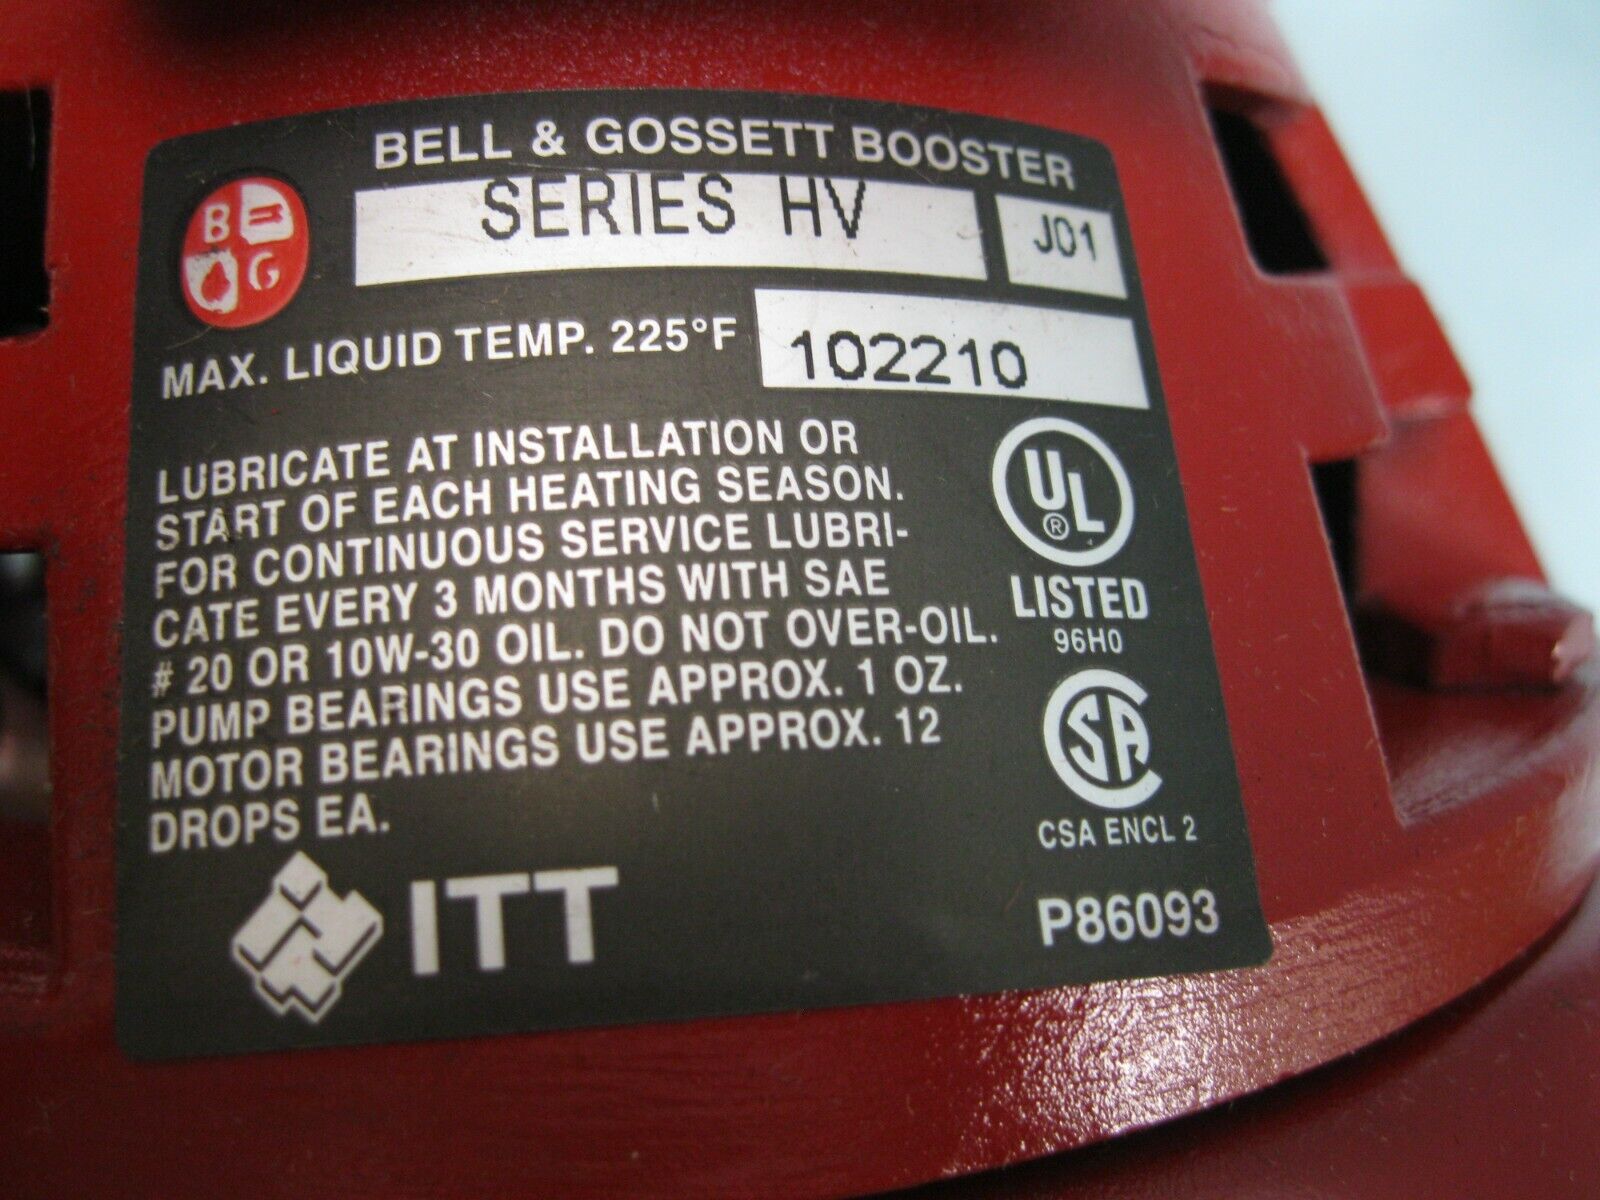 BELL & GOSSETT BOOSTER
B G
SERIES HV J01
MAX. LIQUID TEMP. 225°F 102210
LUBRICATE AT INSTALLATION OR
START OF EACH HEATING SEASON.
FOR CONTINUOUS SERVICE LUBRI-
CATE EVERY 3 MONTHS WITH SAE
# 20 OR 10W-30 OIL. DO NOT OVER-OIL.
PUMP BEARINGS USE APPROX. 1 OZ.
MOTOR BEARINGS USE APPROX. 12
DROPS EA.
UL ®
LISTED
96H0
CSA
CSA ENCL 2
ITT
P86093